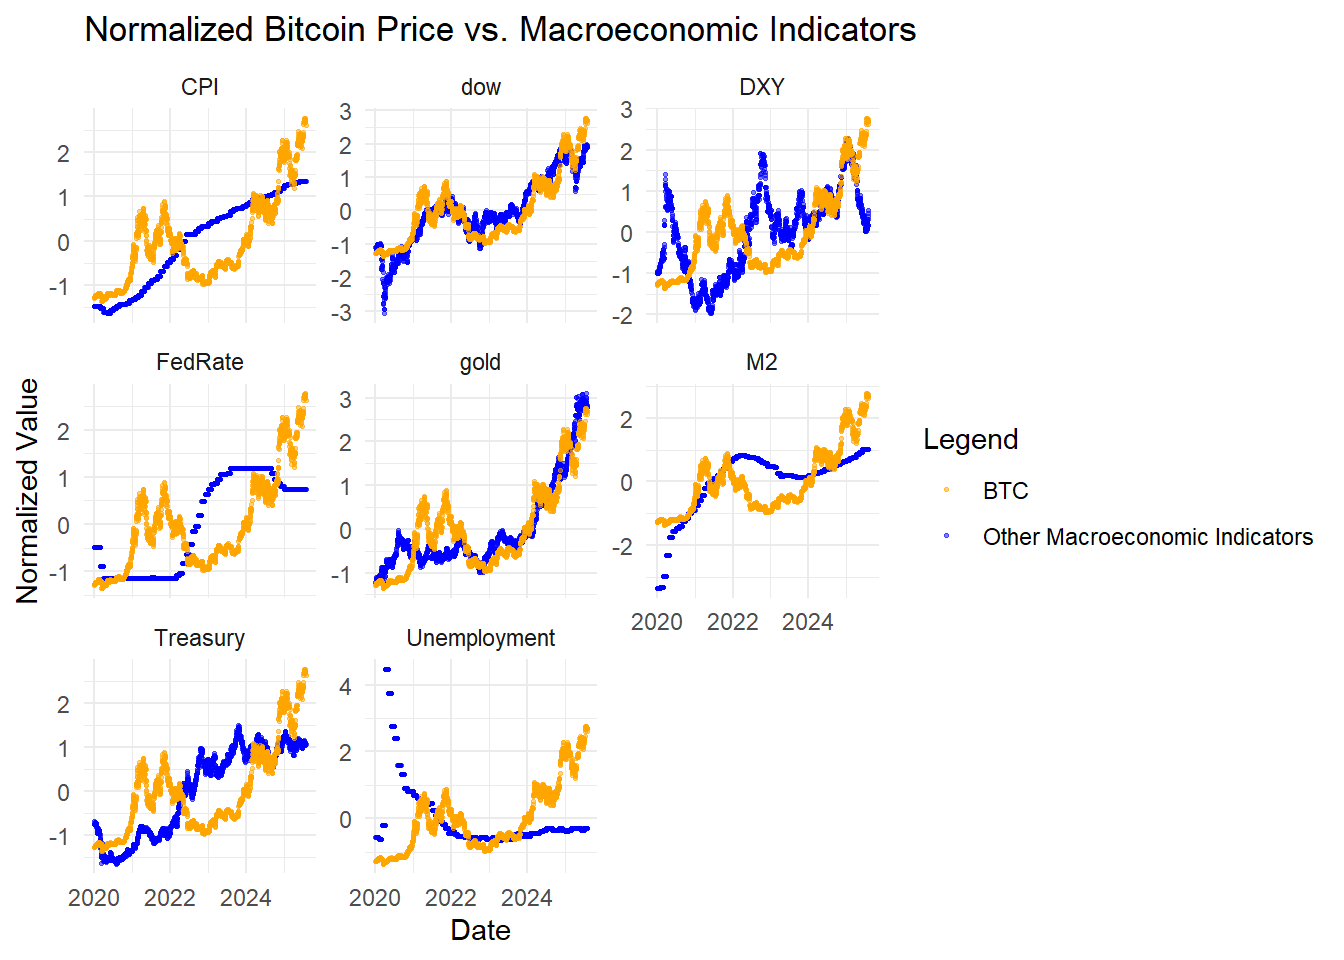 Normalized Bitcoin Price vs. Macroeconomic Indicators
CPI
dow
DXY
2
1
0
-1
3
2
1
0
-1
-2
-3
3
2
1
0
-1
-2
FedRate
gold
M2
2
1
0
-1
3
2
1
0
-1
2
0
-2
2020 2022 2024
Treasury
Unemployment
2
1
0
-1
4
2
0
2020 2022 2024
2020 2022 2024
Date
Normalized Value
Legend
BTC
Other Macroeconomic Indicators